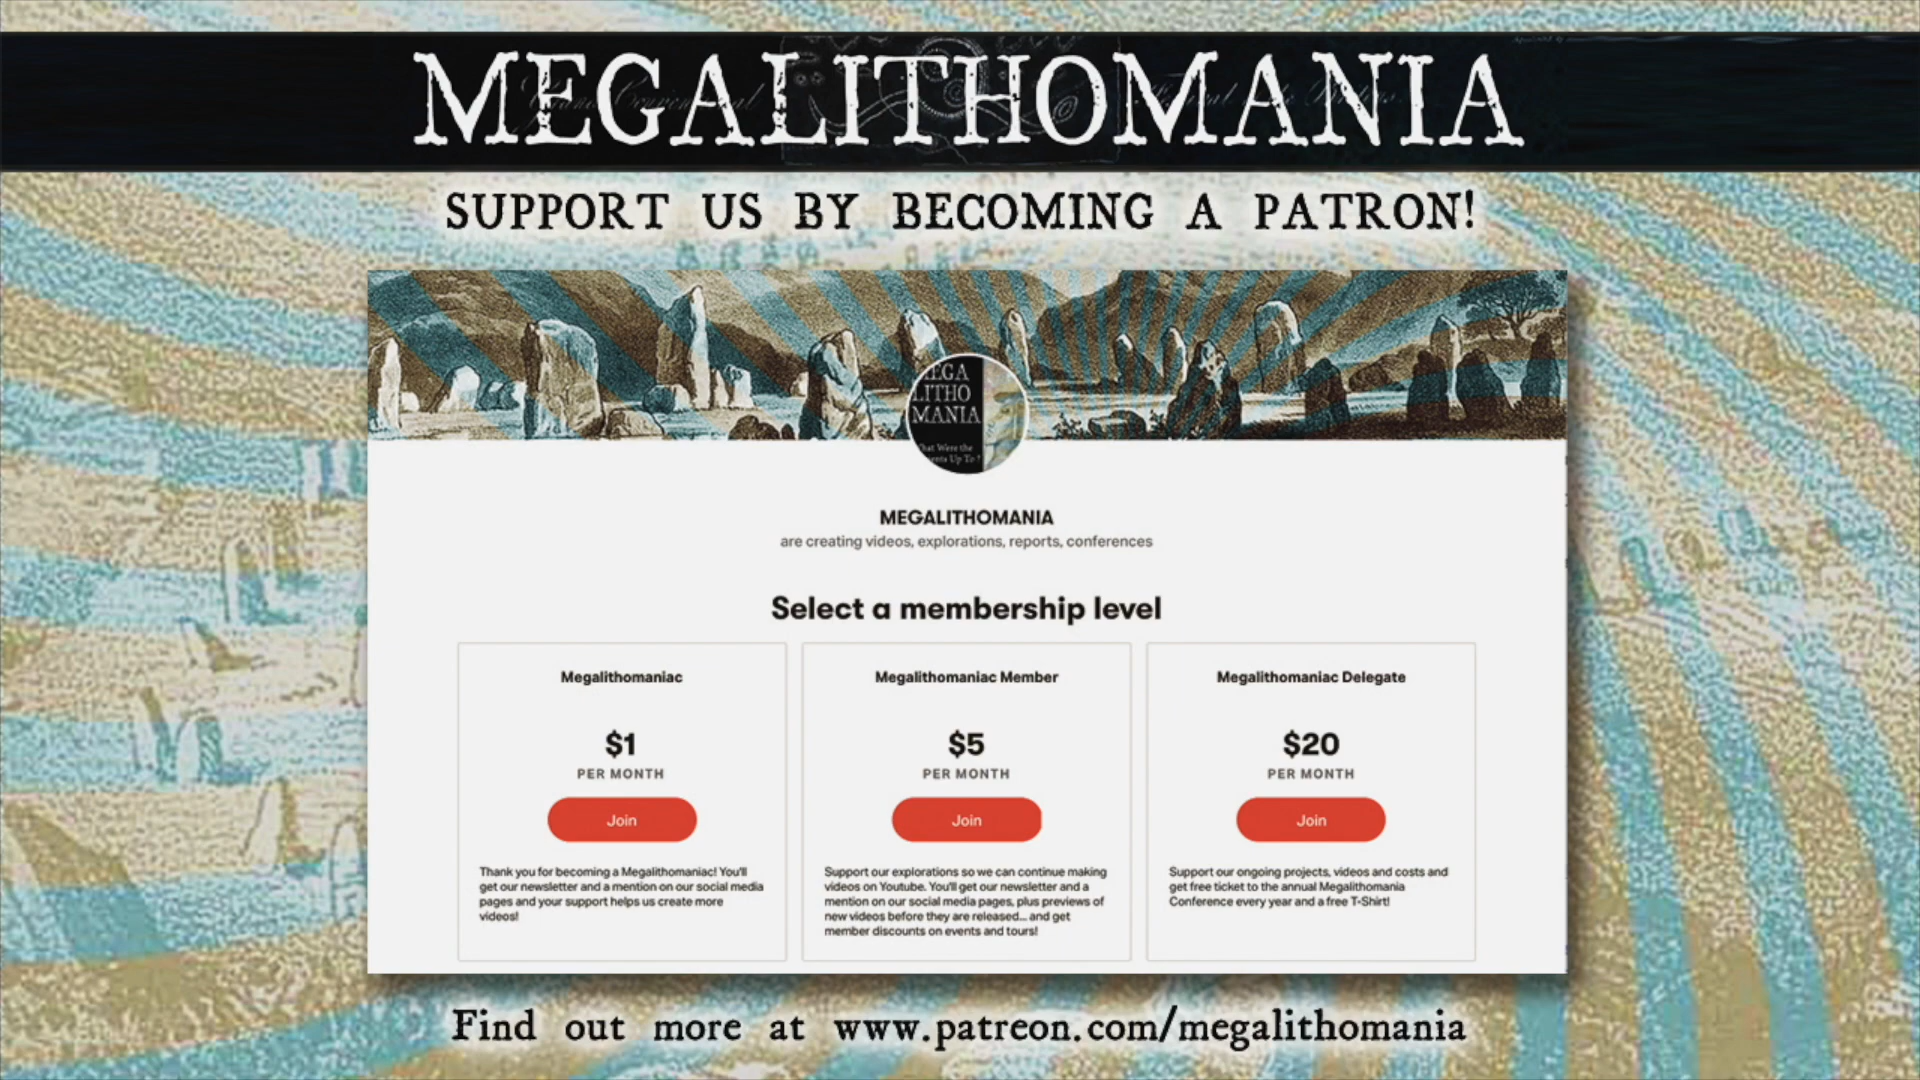 MEGALITHOMANIA
SUPPORT US BY BECOMING A PATRON!
MEGA
LITHO
MANIA
MEGALITHOMANIA
are creating videos, explorations, reports, conferences
Select a membership level
Megalithomaniac
$1
PER MONTH
Join
Thank you for becoming a Megalithomaniac! You'll
get our newsletter and a mention on our social media
pages and your support helps us create more
videos!
Megalithomaniac Member
$5
PER MONTH
Join
Support our explorations so we can continue making
videos on Youtube. You'll get our newsletter and a
mention on our social media pages, plus previews of
new videos before they are released... and get
member discounts on events and tours!
Megalithomaniac Delegate
$20
PER MONTH
Join
Support our ongoing projects, videos and costs and
get free ticket to the annual Megalithomania
Conference every year and a free T-Shirt!
Find out more at www.patreon.com/megalithomania